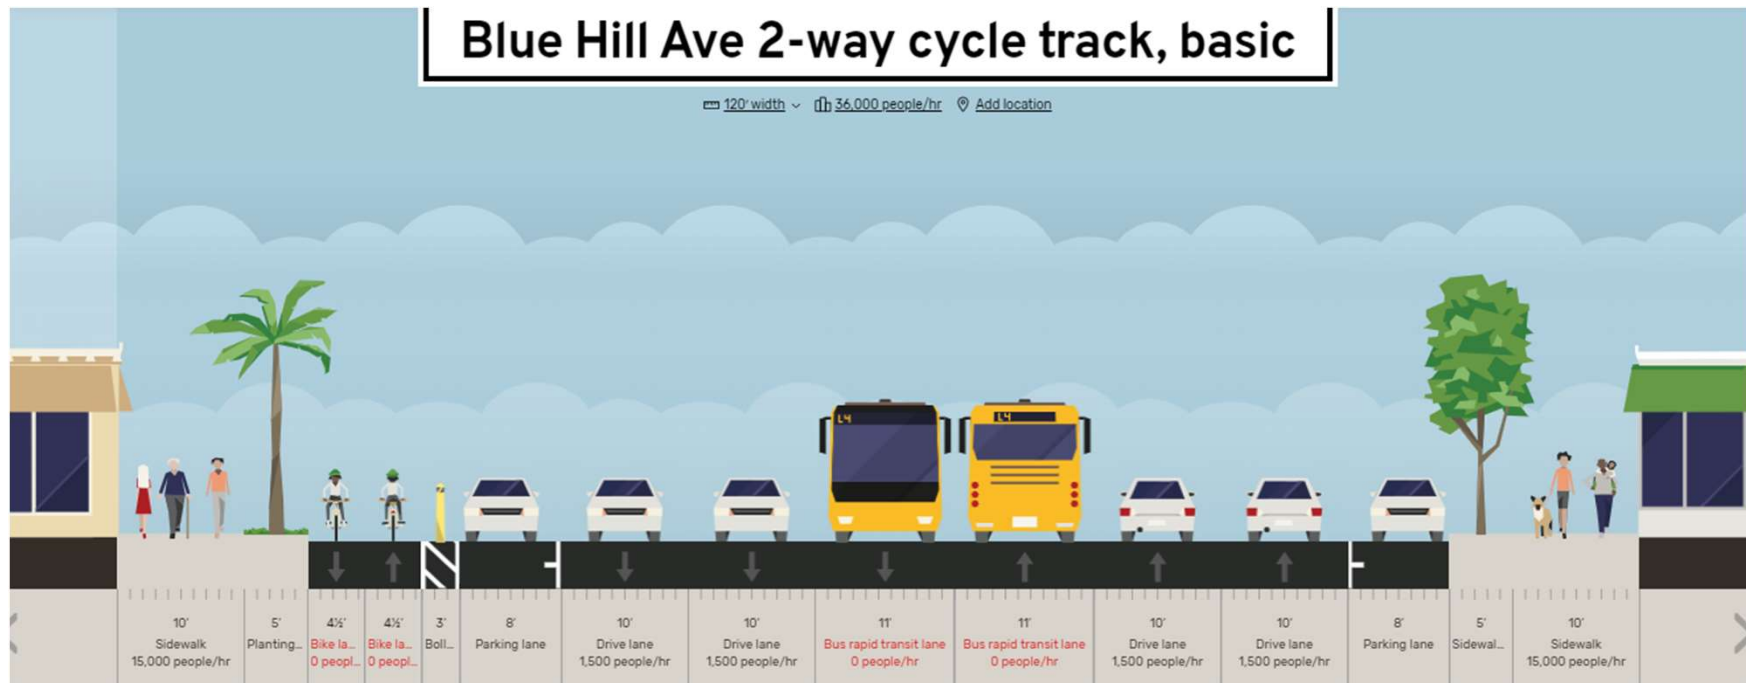 Blue Hill Ave 2-way cycle track, basic
120' width 36,000 people/hr Add location
L4 L4
10' 5' 4½' 4½' 3' 8' 10' 10' 11' 11' 10' 10' 8' 5' 10'
Sidewalk Planting... Bike la... Bike la... Boll... Parking lane Drive lane Drive lane Bus rapid transit lane Bus rapid transit lane Drive lane Drive lane Parking lane Sidewal... Sidewalk
15,000 people/hr 0 peopl... 0 peopl... 1,500 people/hr 1,500 people/hr 0 people/hr 0 people/hr 1,500 people/hr 1,500 people/hr 15,000 people/hr